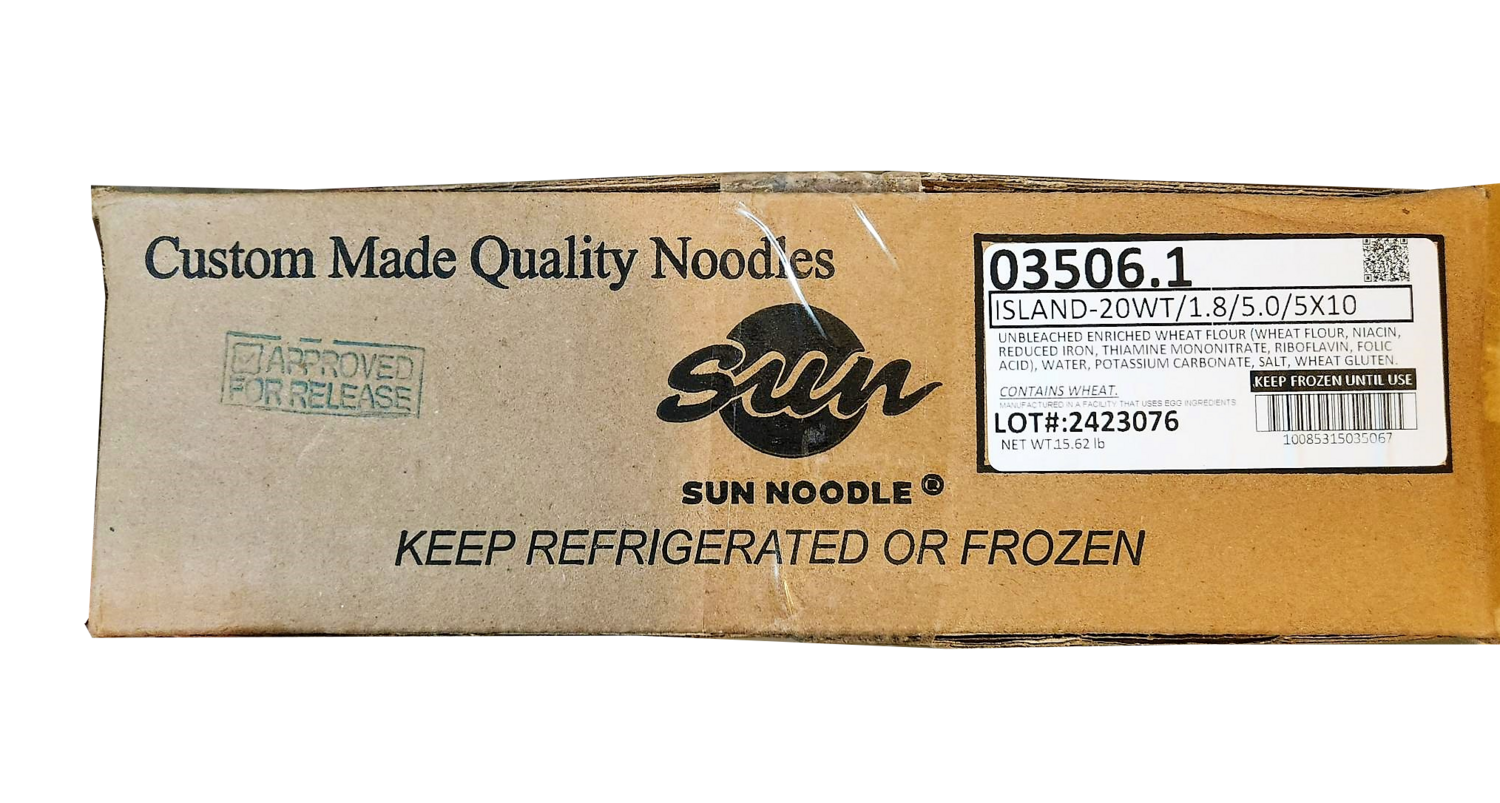 Custom Made Quality Noodles
APPROVED
FOR RELEASE
sun
SUN NOODLE ®
KEEP REFRIGERATED OR FROZEN
03506.1
ISLAND-20WT/1.8/5.0/5X10
UNBLEACHED ENRICHED WHEAT FLOUR (WHEAT FLOUR, NIACIN,
REDUCED IRON, THIAMINE MONONITRATE, RIBOFLAVIN, FOLIC
ACID), WATER, POTASSIUM CARBONATE, SALT, WHEAT GLUTEN.
KEEP FROZEN UNTIL USE
CONTAINS WHEAT.
MANUFACTURED IN A FACILITY THAT USES EGG INGREDIENTS
LOT#:2423076
NET WT.15.62 lb
10085315035067